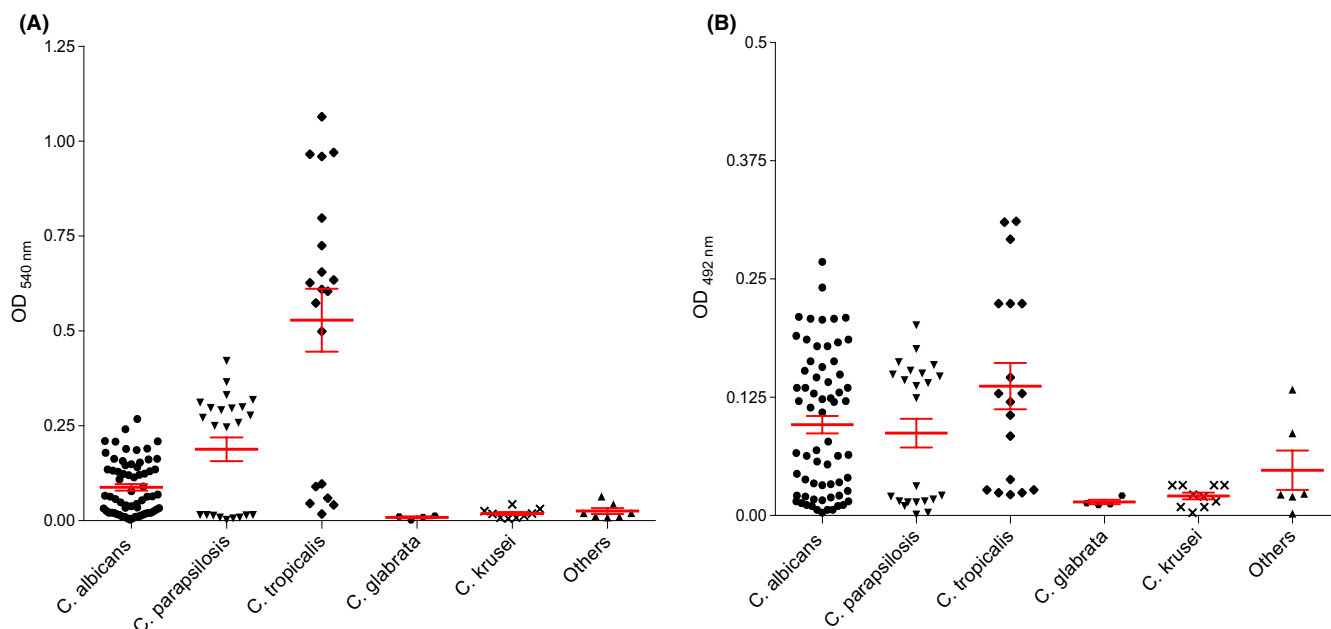 (A)
1.25
1.00
0.75
0.5
0.25
0.00
OD 540 nm
C. albicans
C. parapsilosis
C. tropicalis
C. glabrata
C. krusei
Others
(B)
0.5
0.375
0.25
0.125
0.00
OD 492 nm
C. albicans
C. parapsilosis
C. tropicalis
C. glabrata
C. krusei
Others